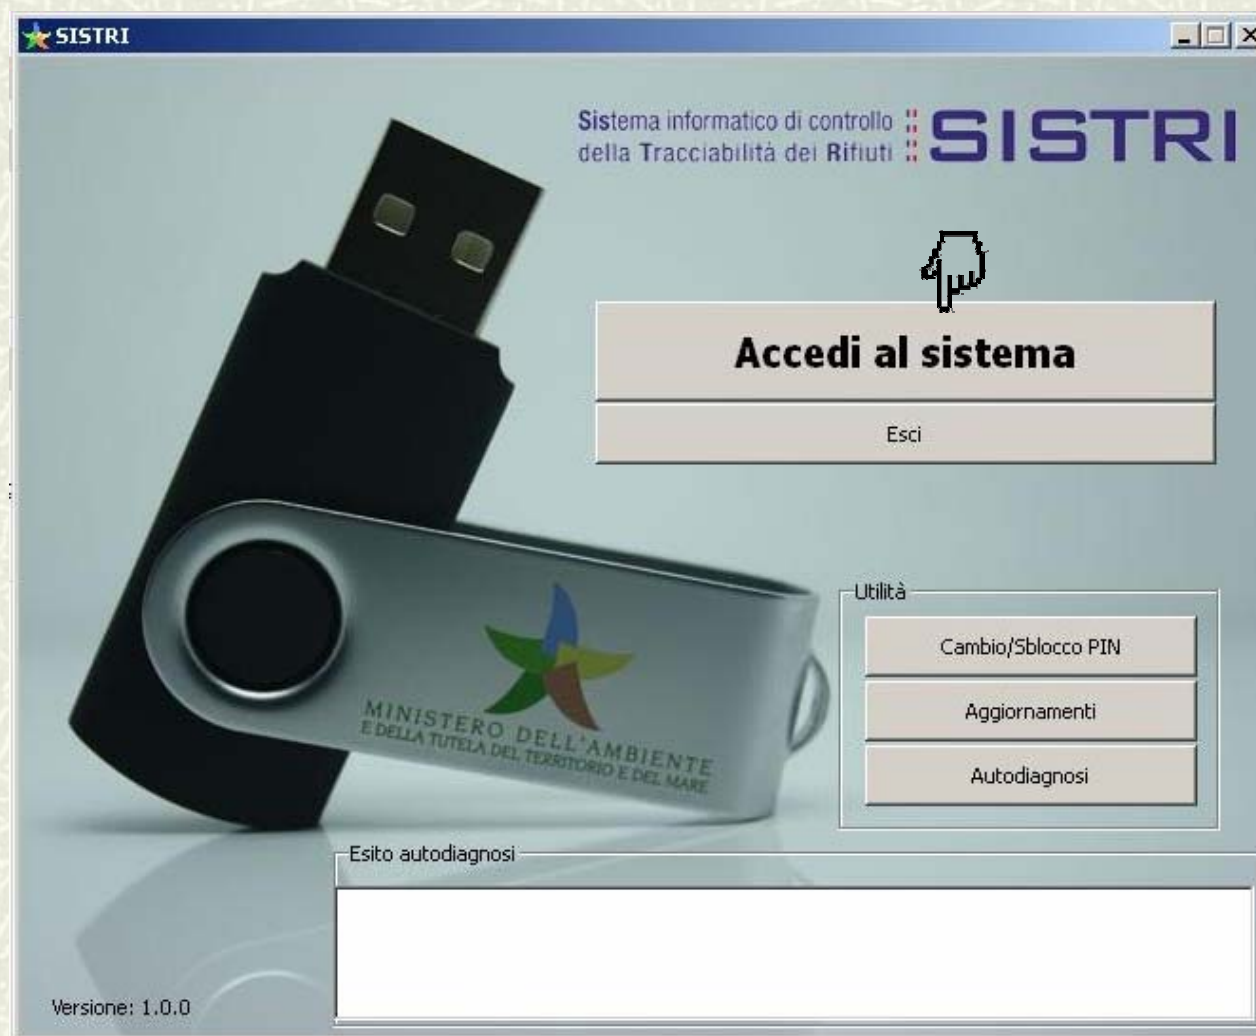 SISTRI
Sistema informatico di controllo
della Tracciabilità dei Rifiuti
SISTRI
Accedi al sistema
Esci
Utilità
Cambio/Sblocco PIN
Aggiornamenti
Autodiagnosi
MINISTERO DELL'AMBIENTE
E DELLA TUTELA DEL TERRITORIO E DEL MARE
Esito autodiagnosi
Versione: 1.0.0